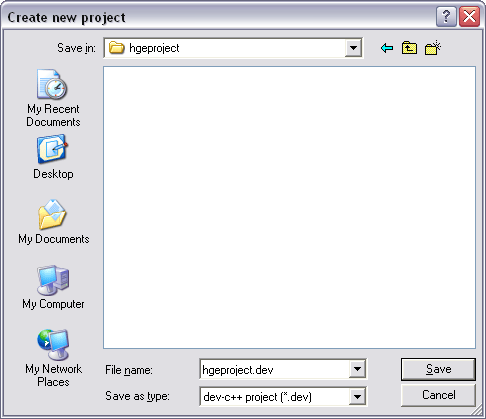 Create new project
Save in: hgeproject
My Recent
Documents
Desktop
My Documents
My Computer
My Network
Places
File name: hgeproject.dev Save
Save as type: dev-c++ project (*.dev) Cancel